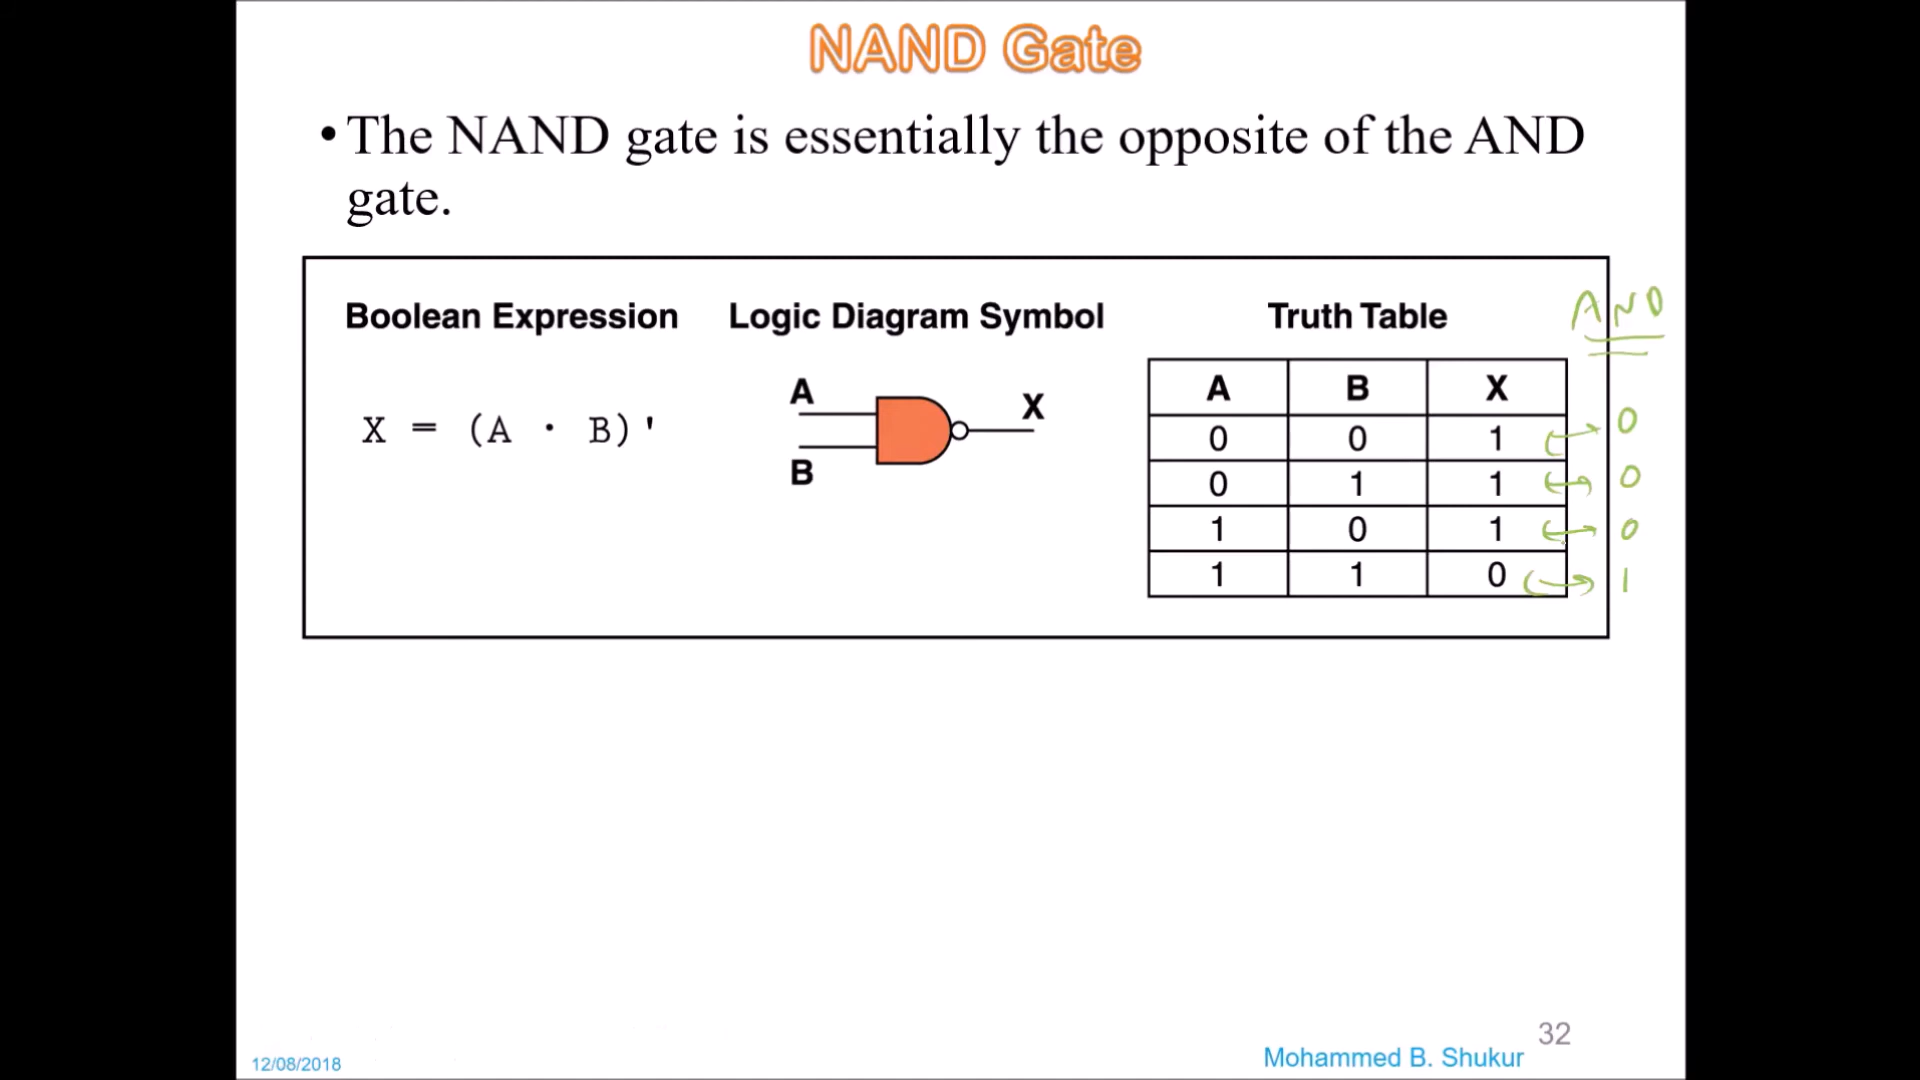 NAND Gate
• The NAND gate is essentially the opposite of the AND
gate.
Boolean Expression Logic Diagram Symbol Truth Table AND
X = (A · B)'
A
B
X
A B X
0 0 1 0
0 1 1 0
1 0 1 0
1 1 0 1
32
12/08/2018 Mohammed B. Shukur